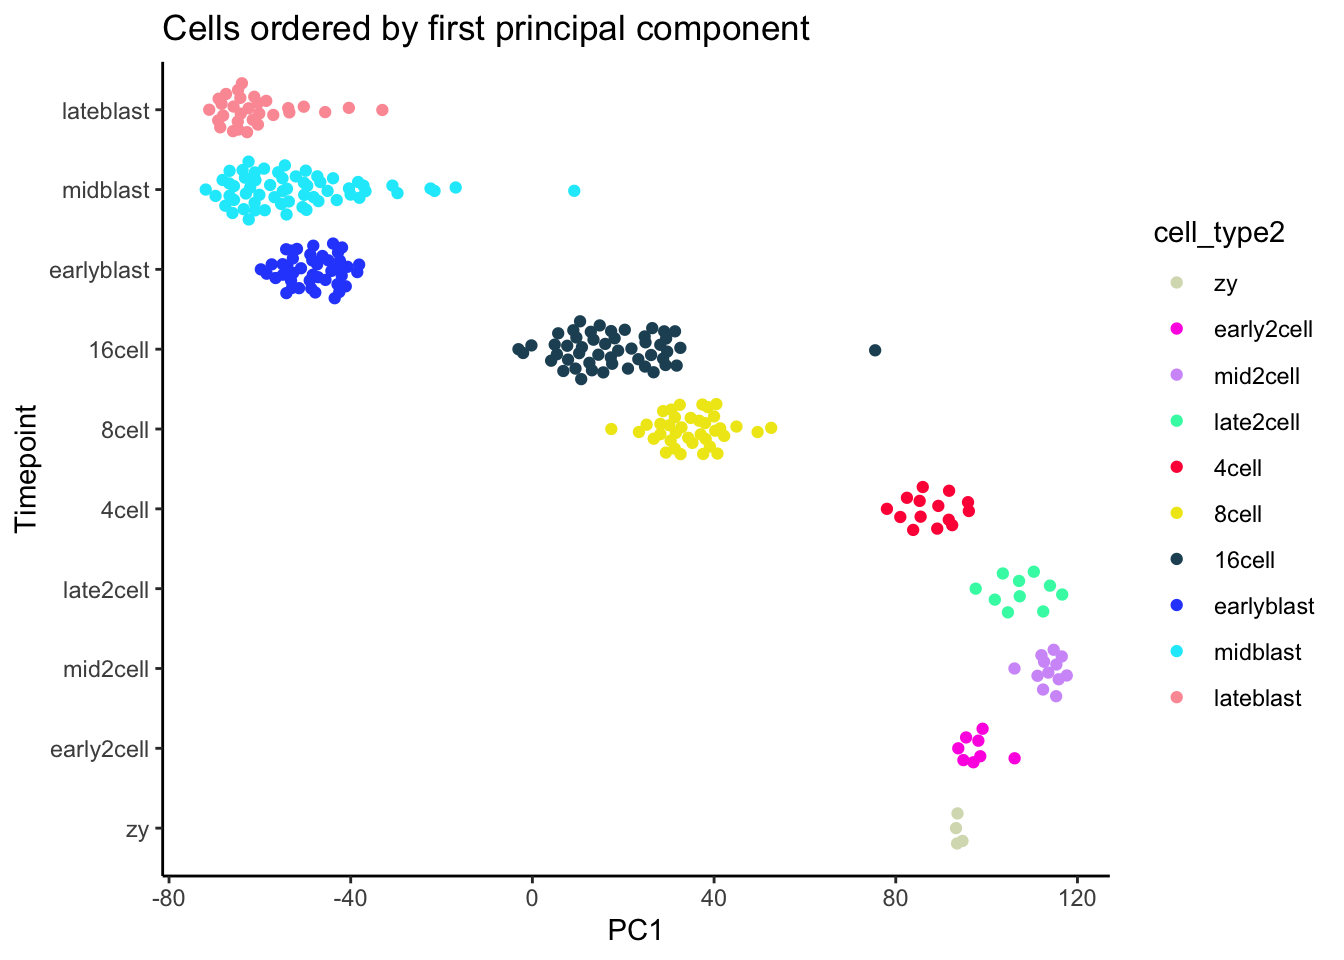 Cells ordered by first principal component
lateblast
midblast
earlyblast
16cell
8cell
4cell
late2cell
mid2cell
early2cell
zy
Timepoint
-80
-40
0
40
80
120
PC1
cell_type2
zy
early2cell
mid2cell
late2cell
4cell
8cell
16cell
earlyblast
midblast
lateblast